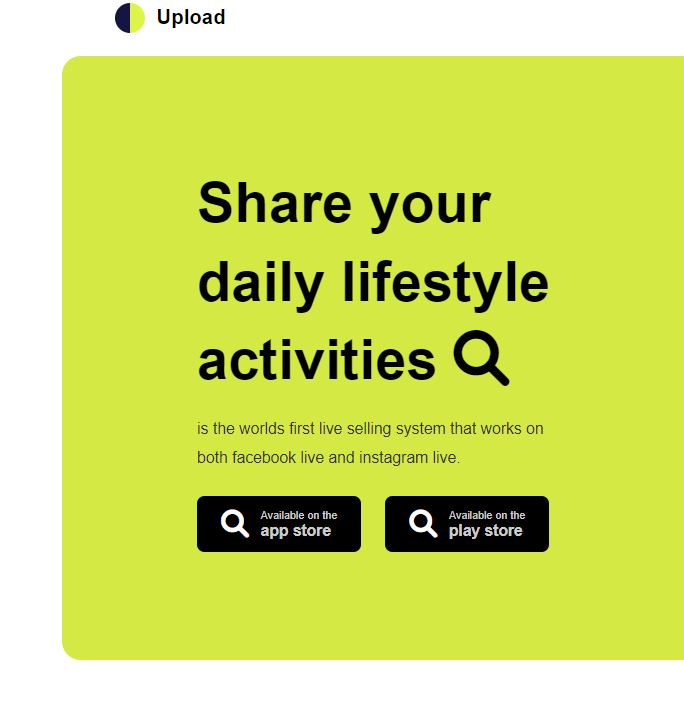 Upload
Share your
daily lifestyle
activities
is the worlds first live selling system that works on
both facebook live and instagram live.
Available on the
app store
Available on the
play store